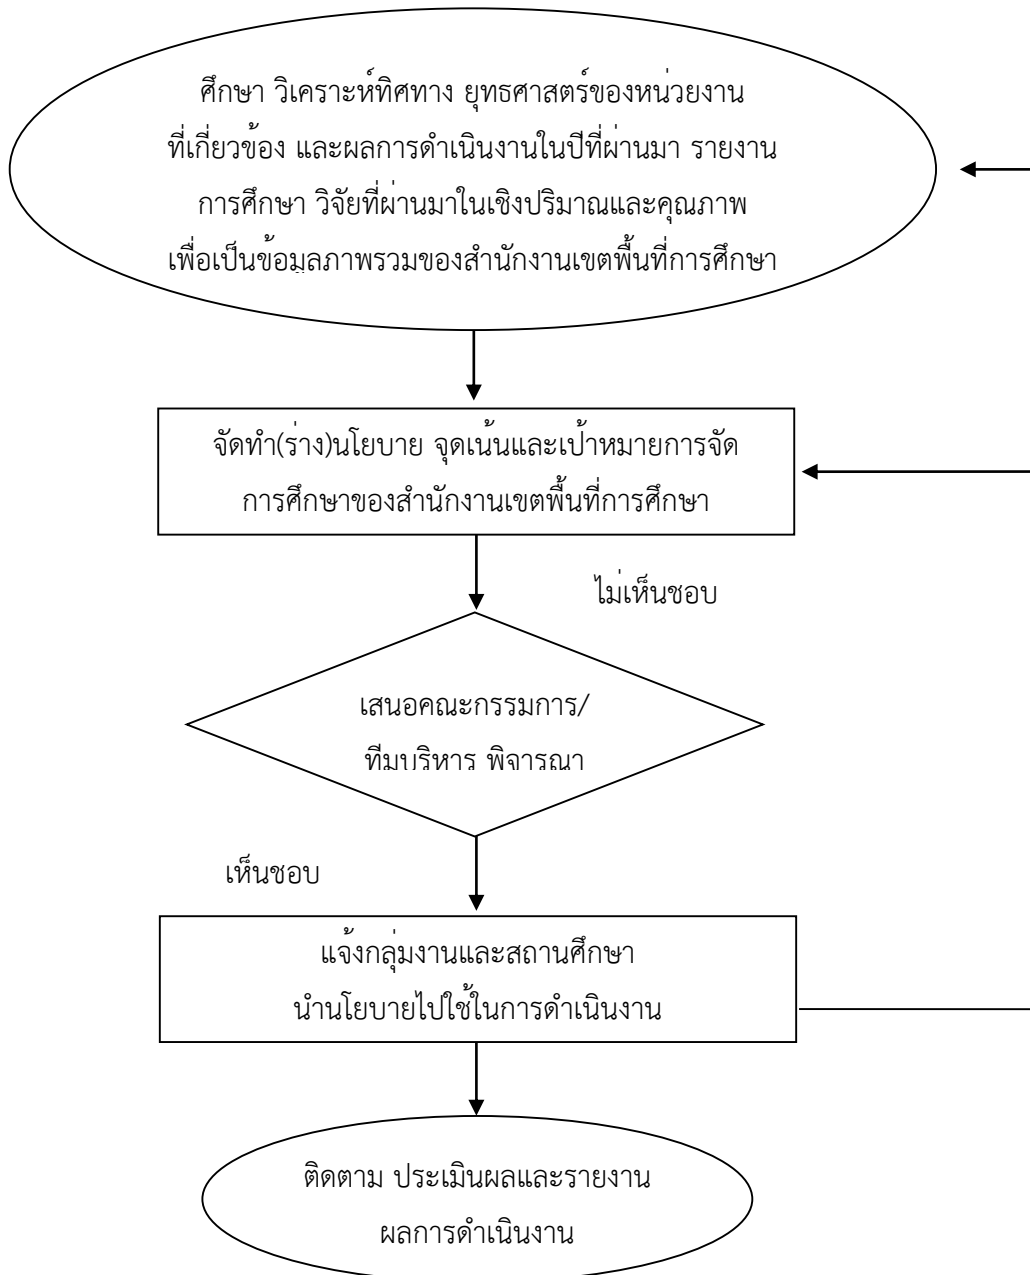 ศึกษา วิเคราะห์ทิศทาง ยุทธศาสตร์ของหน่วยงาน
ที่เกี่ยวข้อง และผลการดำเนินงานในปีที่ผ่านมา รายงาน
การศึกษา วิจัยที่ผ่านมาในเชิงปริมาณและคุณภาพ
เพื่อเป็นข้อมูลภาพรวมของสำนักงานเขตพื้นที่การศึกษา
จัดทำ(ร่าง)นโยบาย จุดเน้นและเป้าหมายการจัด
การศึกษาของสำนักงานเขตพื้นที่การศึกษา
ไม่เห็นชอบ
เสนอคณะกรรมการ/
ทีมบริหาร พิจารณา
เห็นชอบ
แจ้งกลุ่มงานและสถานศึกษา
นำนโยบายไปใช้ในการดำเนินงาน
ติดตาม ประเมินผลและรายงาน
ผลการดำเนินงาน